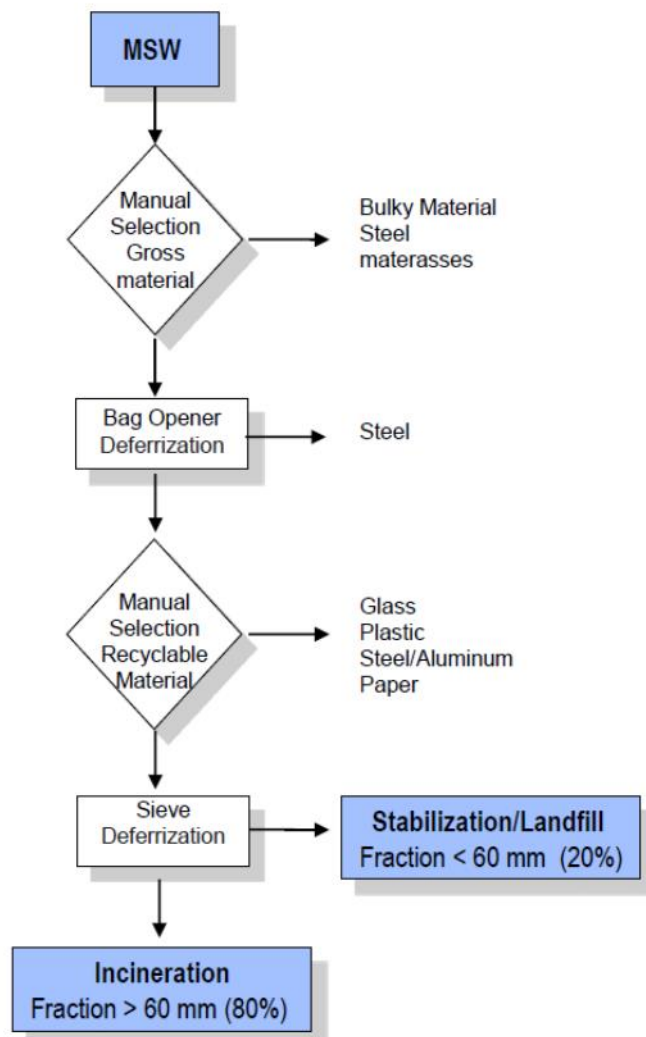 MSW
Manual
Selection
Gross
material
Bulky Material
Steel
materasses
Bag Opener
Deferrization
Steel
Manual
Selection
Recyclable
Material
Glass
Plastic
Steel/Aluminum
Paper
Sieve
Deferrization
Stabilization/Landfill
Fraction < 60 mm (20%)
Incineration
Fraction > 60 mm (80%)